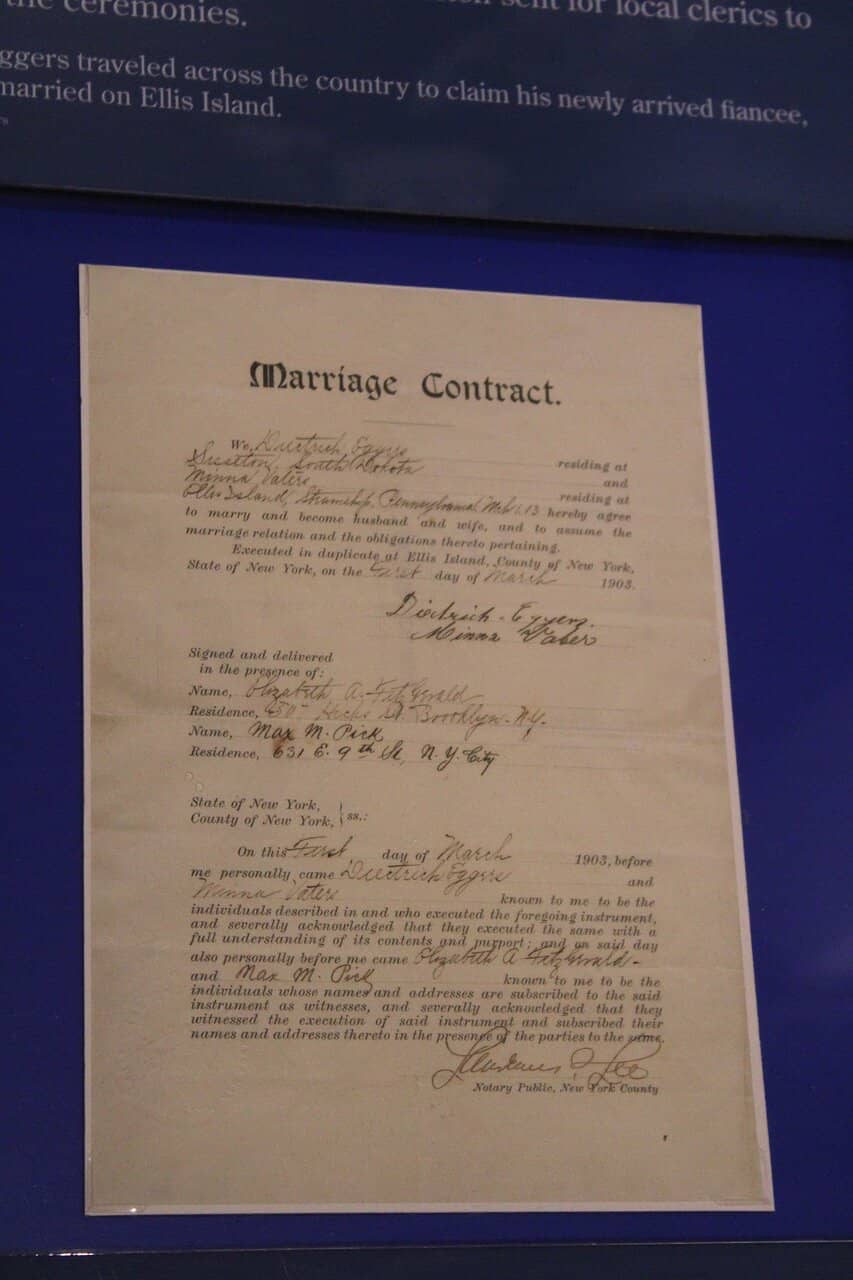 the ceremonies.
sent for local clerics to
ggers traveled across the country to claim his newly arrived fiancee,
married on Ellis Island.
Marriage Contract.
We, Dietrich Eggers residing at
Sisseton, South Dakota and
Minna Vaters residing at
Ellis Island, Steamship, Pennsylvania hereby agree
to marry and become husband and wife, and to assume the
marriage relation and the obligations thereto pertaining.
Executed in duplicate at Ellis Island, County of New York,
State of New York, on the First day of March 1903.
Dietrich Eggers.
Minna Vater
Signed and delivered
in the presence of:
Name, Elizabeth A. FitzGerald
Residence, Hicks St Boodklyn. N.Y.
Name, Max M. Pick
Residence, 631 E. 9th St, N.Y. City
State of New York,
County of New York, } ss.:
On this First day of March 1903, before
me personally came Dietrich Eggers and
Minna Vaters known to me to be the
individuals described in and who executed the foregoing instrument,
and severally acknowledged that they executed the same with a
full understanding of its contents and purport; and on said day
also personally before me came Elizabeth A FitzGerald-
and Max M. Pick known to me to be the
individuals whose names and addresses are subscribed to the said
instrument as witnesses, and severally acknowledged that they
witnessed the execution of said instrument and subscribed their
names and addresses thereto in the presence of the parties to the same.
Lee
Notary Public, New York County